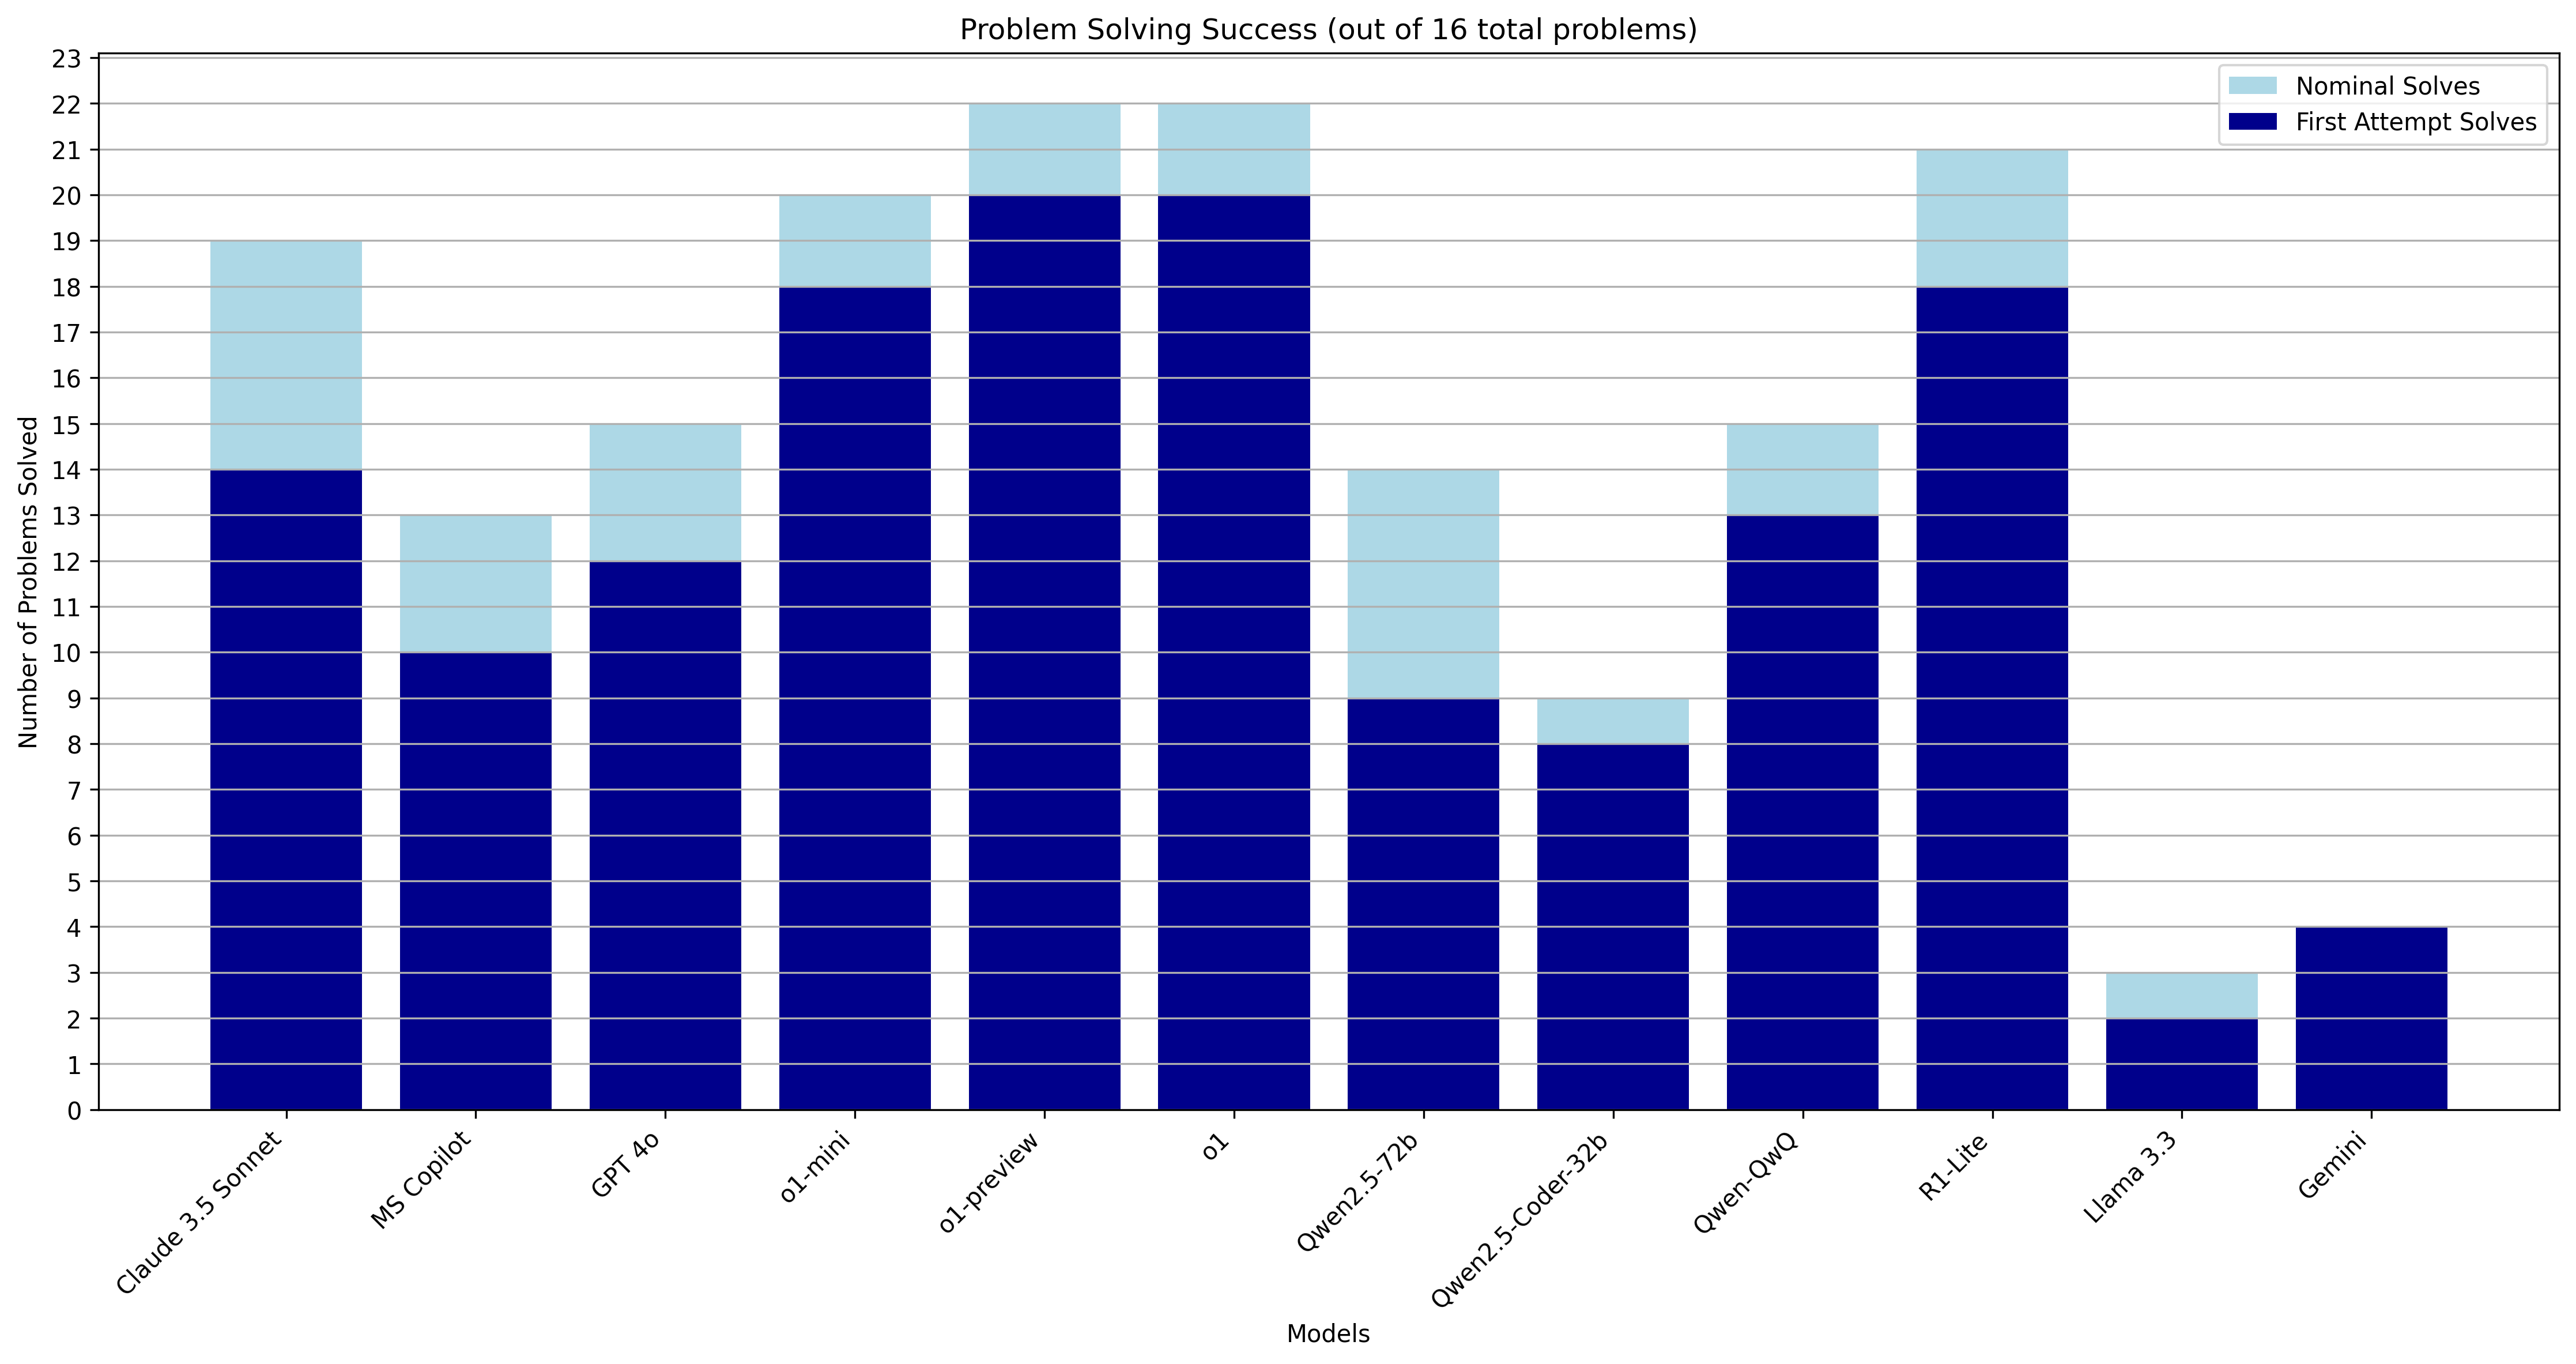 Problem Solving Success (out of 16 total problems)
Nominal Solves
First Attempt Solves
Number of Problems Solved
23
22
21
20
19
18
17
16
15
14
13
12
11
10
9
8
7
6
5
4
3
2
1
0
Claude 3.5 Sonnet
MS Copilot
GPT 4o
o1-mini
o1-preview
o1
Qwen2.5-72b
Qwen2.5-Coder-32b
Qwen-QwQ
R1-Lite
Llama 3.3
Gemini
Models